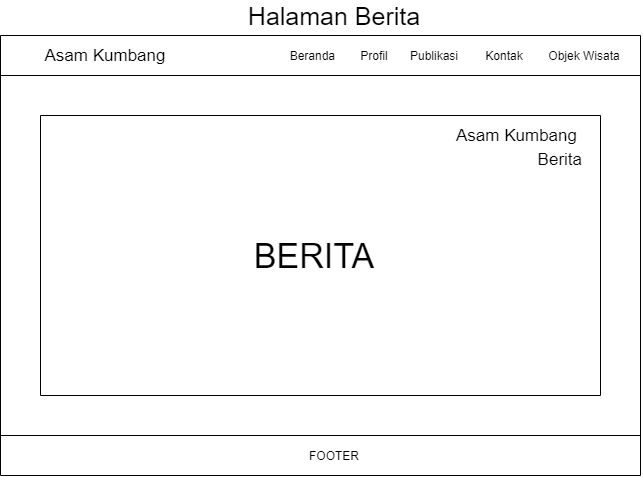 Halaman Berita
Asam Kumbang Beranda Profil Publikasi Kontak Objek Wisata
Asam Kumbang
Berita
BERITA
FOOTER